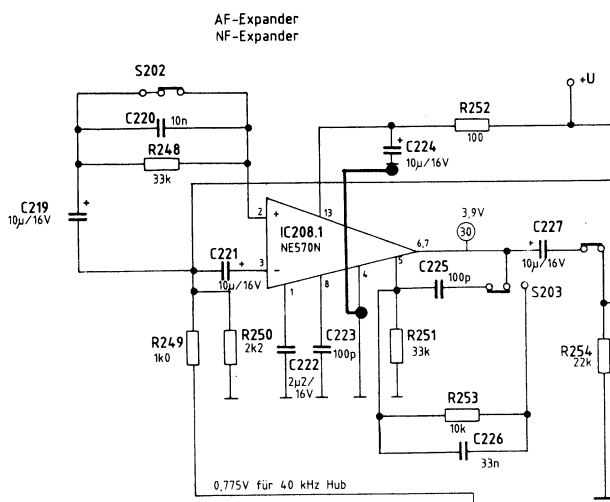 AF-Expander
NF-Expander
S202
+U
C220
10n
R252
100
R248
33k
C224
+
10µ/16V
13
C219
+
10µ/16V
2
+
IC208.1
NE570N
3,9V
30
6,7
C227
+
10µ/16V
C221
+
10µ/16V
3
-
1
8
4
5
C225
100p
S203
R249
1k0
R250
2k2
C222
2µ2/
16V
C223
100p
R251
33k
R254
22k
R253
10k
C226
33n
0,775V für 40 kHz Hub